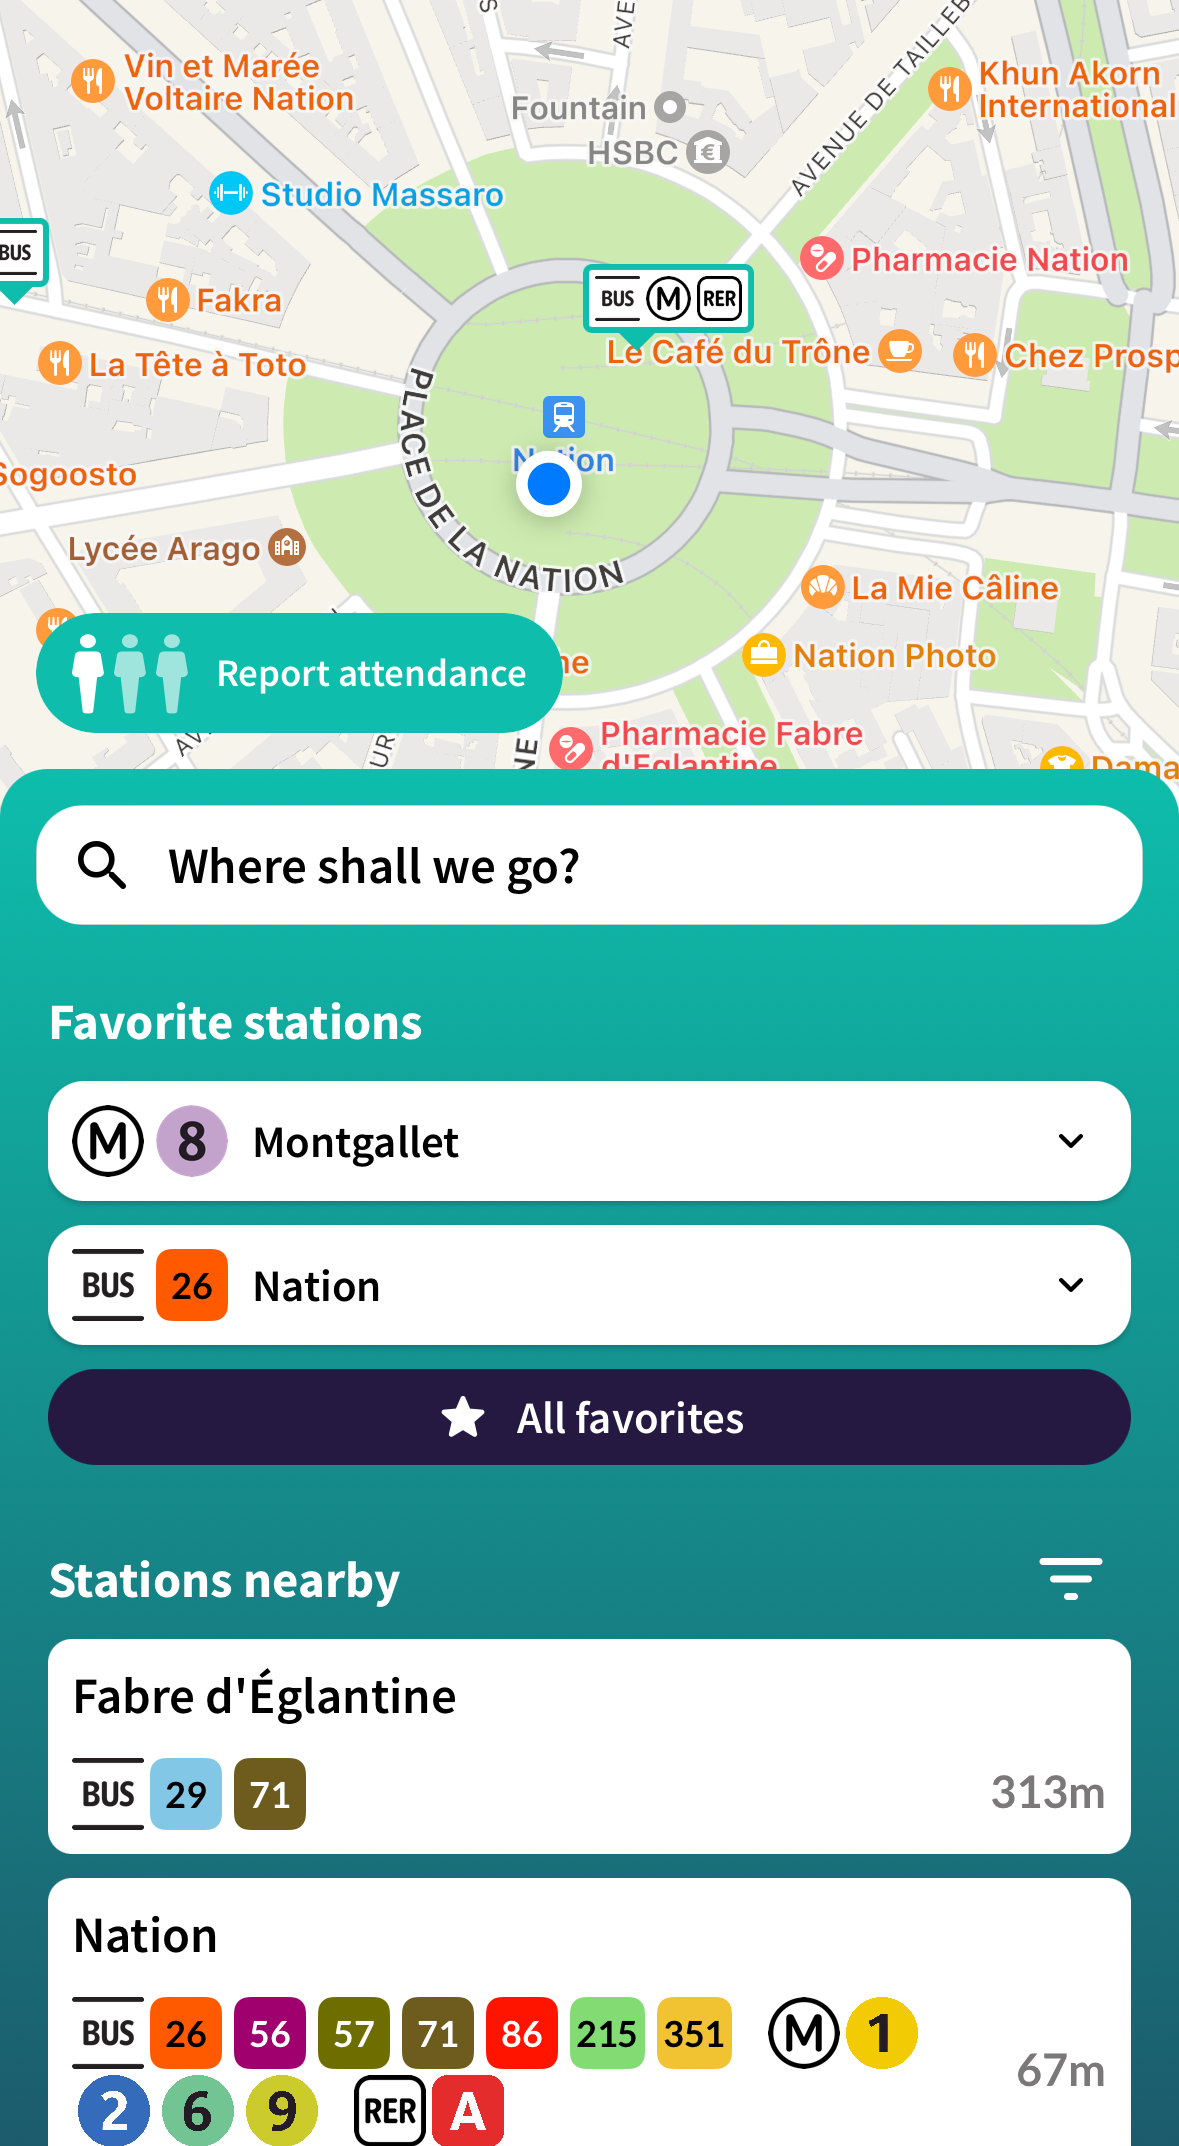 Vin et Marée
Voltaire Nation
Fountain
HSBC
AVENUE DE TAILLEB
Khun Akorn
International
AVE
Studio Massaro
BUS
Fakra
BUS M RER
Pharmacie Nation
La Tête à Toto
Le Café du Trône
Chez Prosp
PLACE DE LA NATION
Sogoosto
Lycée Arago
La Mie Câline
Report attendance
Nation Photo
Pharmacie Fabre
d'Eglantine
Where shall we go?
Favorite stations
M 8 Montgallet
BUS 26 Nation
All favorites
Stations nearby
Fabre d'Églantine
BUS 29 71
313m
Nation
BUS 26 56 57 71 86 215 351 M 1
67m
2 6 9 RER A